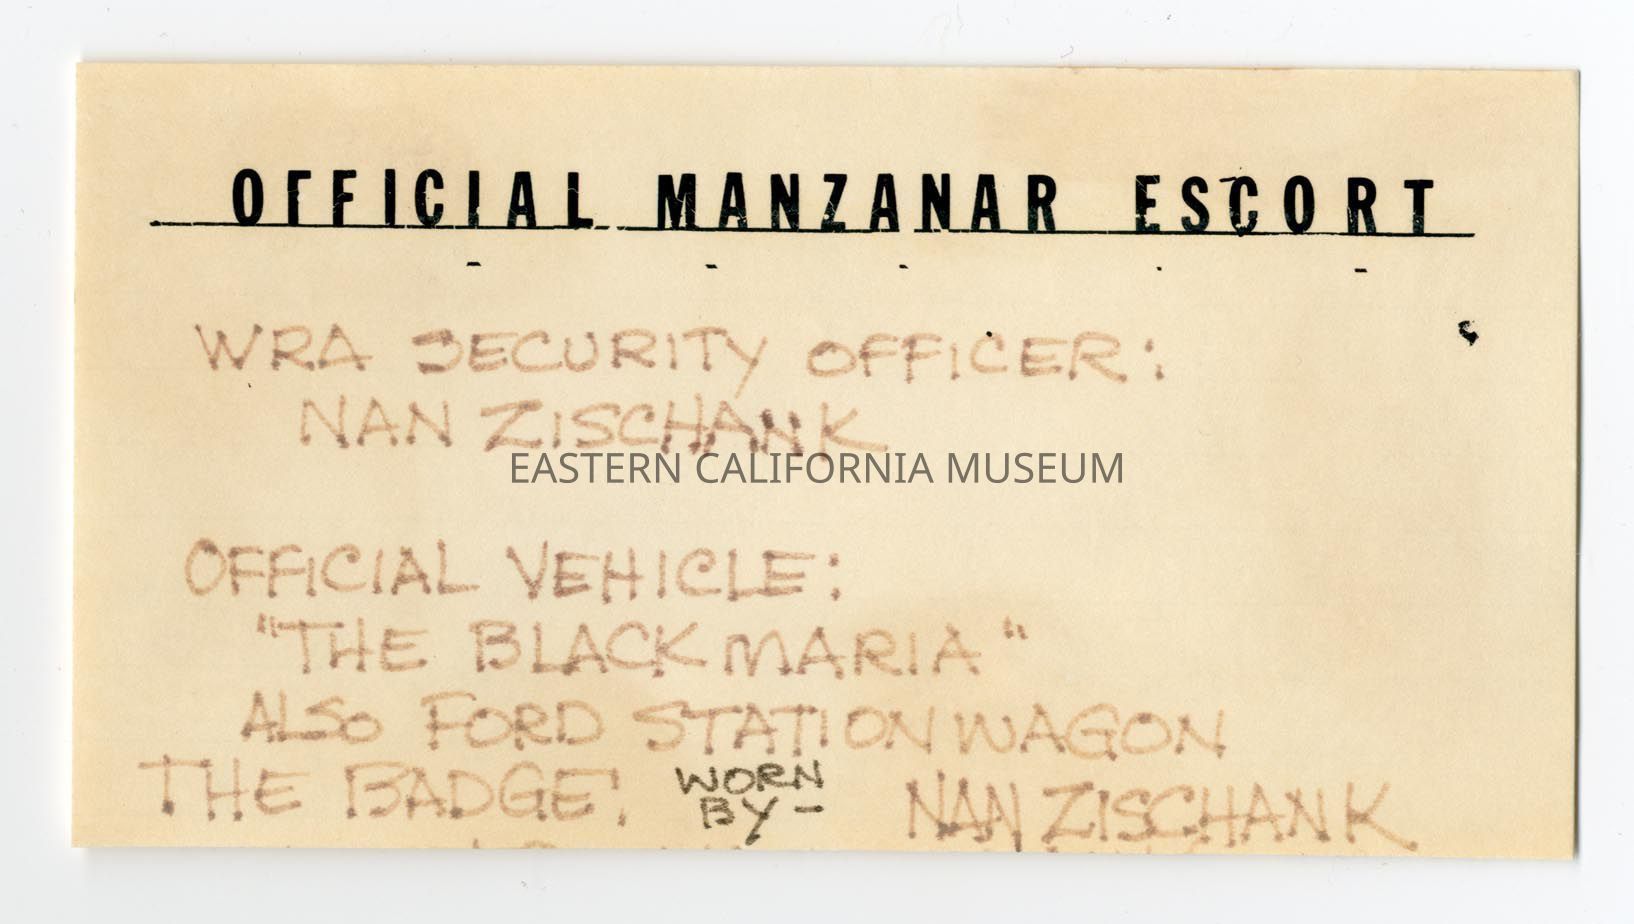 OFFICIAL MANZANAR ESCORT
WRA SECURITY OFFICER:
NAN ZISCHANK
EASTERN CALIFORNIA MUSEUM
OFFICIAL VEHICLE:
"THE BLACK MARIA"
ALSO FORD STATION WAGON
THE BADGE: WORN BY - NAN ZISCHANK